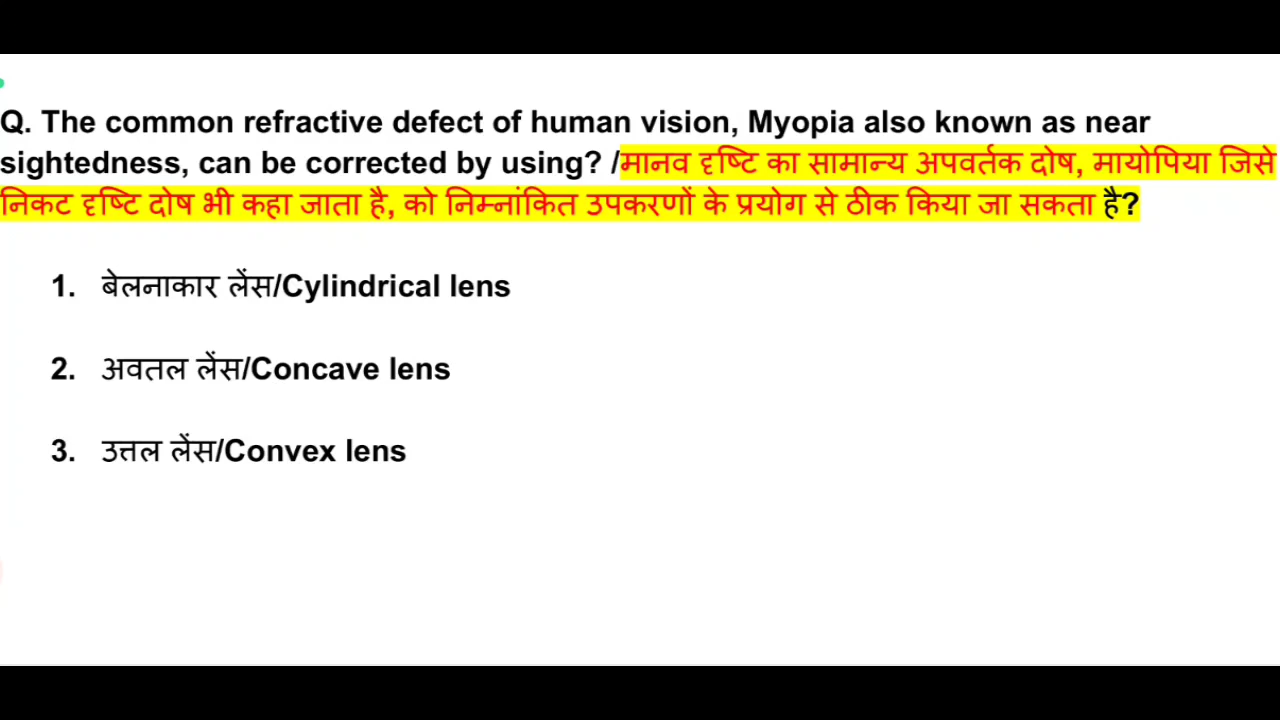 Q. The common refractive defect of human vision, Myopia also known as near
sightedness, can be corrected by using? /मानव दृष्टि का सामान्य अपवर्तक दोष, मायोपिया जिसे
निकट दृष्टि दोष भी कहा जाता है, को निम्नांकित उपकरणों के प्रयोग से ठीक किया जा सकता है?
1. बेलनाकार लेंस/Cylindrical lens
2. अवतल लेंस/Concave lens
3. उत्तल लेंस/Convex lens